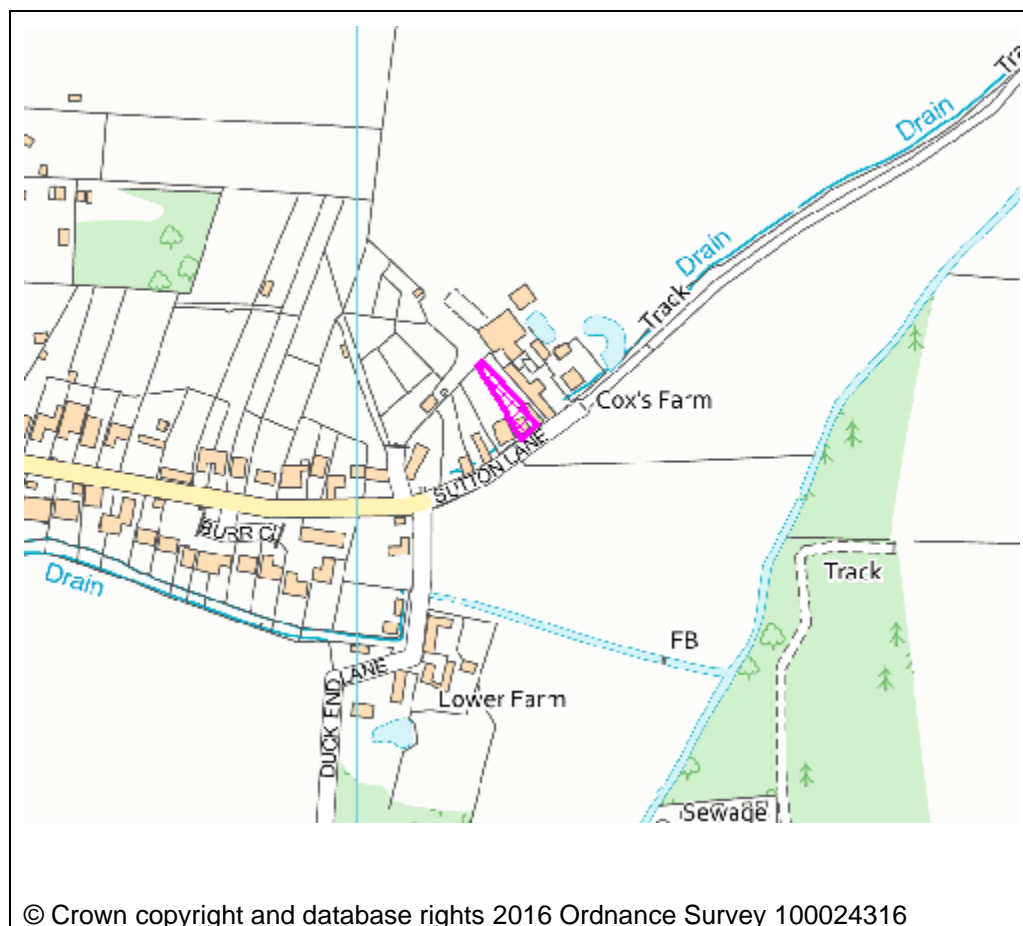 Drain
Drain
Track
Cox's Farm
SUTTON LANE
BURR CL
Drain
Track
FB
DUCK END LANE
Lower Farm
Sewage
© Crown copyright and database rights 2016 Ordnance Survey 100024316